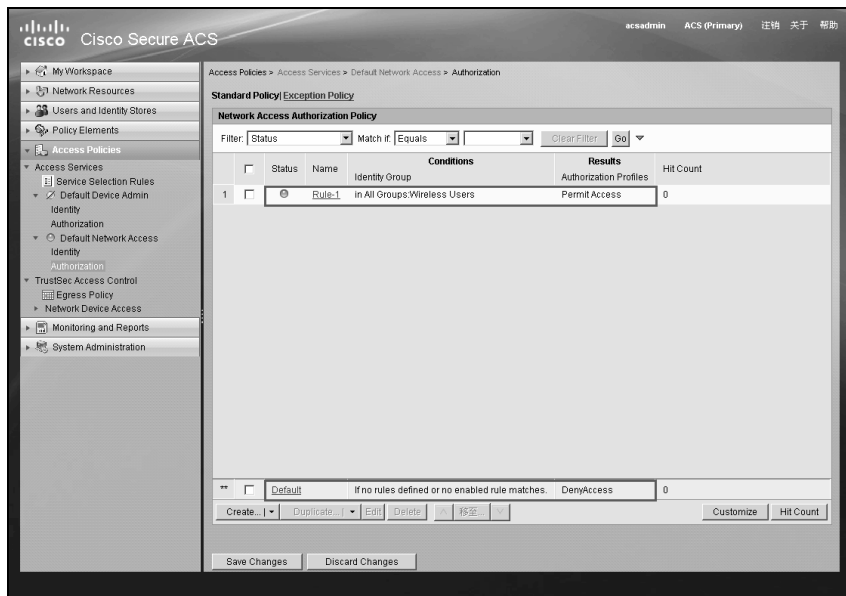 CISCO Cisco Secure ACS
acsadmin ACS (Primary) 注销 关于 帮助
My Workspace
Network Resources
Users and Identity Stores
Policy Elements
Access Policies
Access Services
Service Selection Rules
Default Device Admin
Identity
Authorization
Default Network Access
Identity
Authorization
TrustSec Access Control
Egress Policy
Network Device Access
Monitoring and Reports
System Administration
Access Policies > Access Services > Default Network Access > Authorization
Standard Policy| Exception Policy
Network Access Authorization Policy
Filter: Status Match if: Equals Clear Filter Go
Conditions Results
Status Name Hit Count
Identity Group Authorization Profiles
1 Rule-1 in All Groups:Wireless Users Permit Access 0
** Default If no rules defined or no enabled rule matches. DenyAccess 0
Create... | Duplicate... | Edit Delete 移至... Customize Hit Count
Save Changes Discard Changes